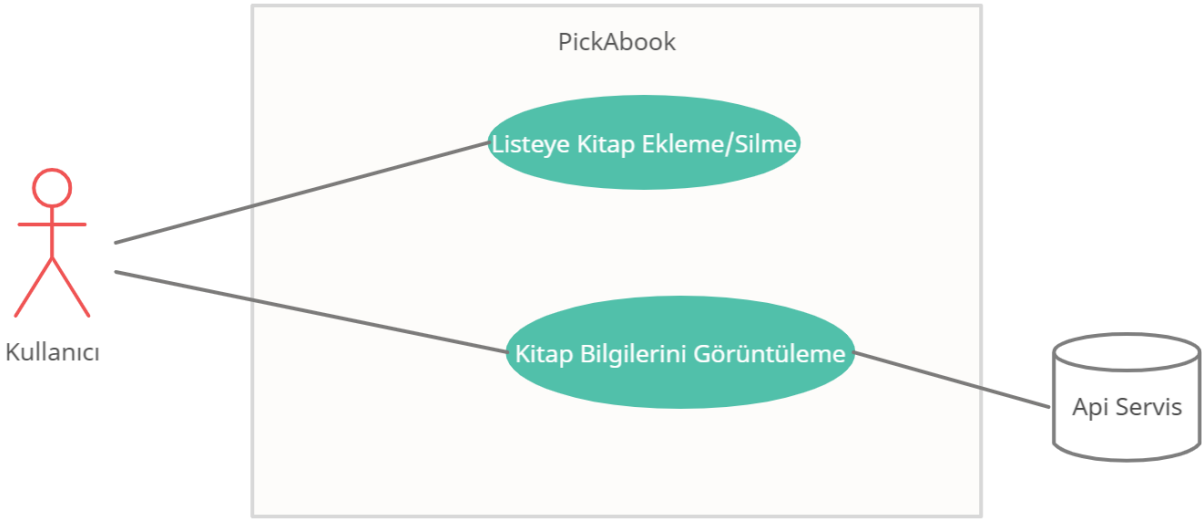 PickAbook
Listeye Kitap Ekleme/Silme
Kullanıcı
Kitap Bilgilerini Görüntüleme
Api Servis